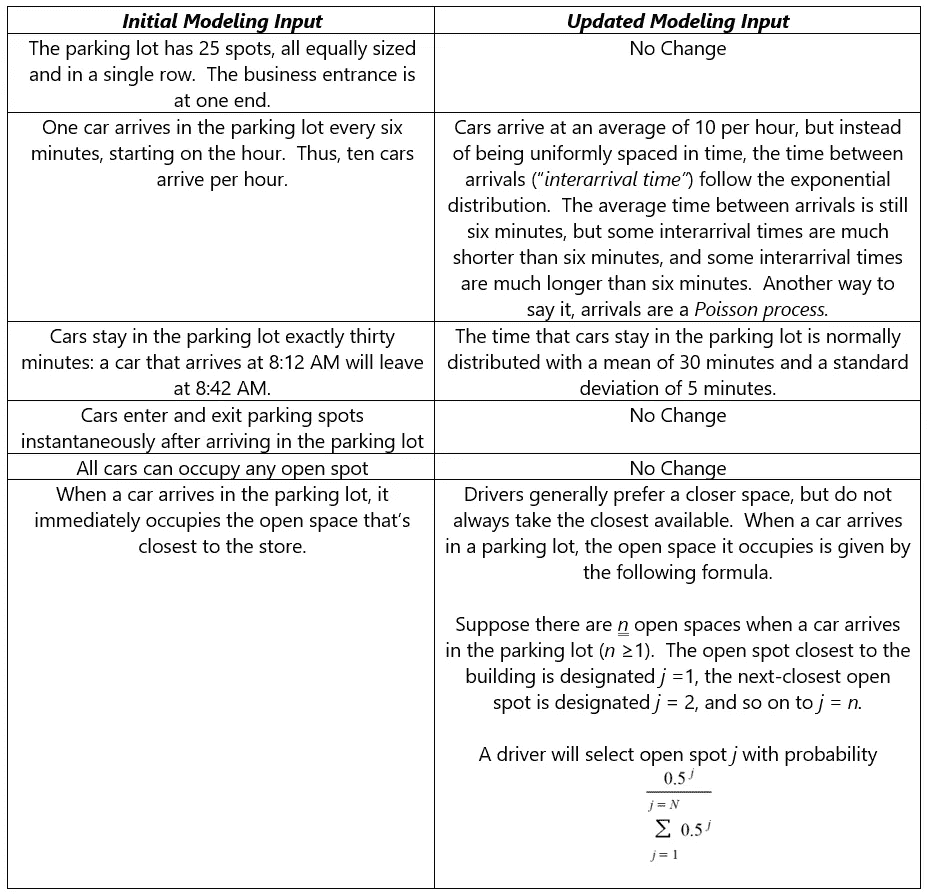 Initial Modeling Input
Updated Modeling Input
The parking lot has 25 spots, all equally sized
and in a single row.  The business entrance is
at one end.
No Change
One car arrives in the parking lot every six
minutes, starting on the hour.  Thus, ten cars
arrive per hour.
Cars arrive at an average of 10 per hour, but instead
of being uniformly spaced in time, the time between
arrivals (“interarrival time”) follow the exponential
distribution.  The average time between arrivals is still
six minutes, but some interarrival times are much
shorter than six minutes, and some interarrival times
are much longer than six minutes.  Another way to
say it, arrivals are a Poisson process.
Cars stay in the parking lot exactly thirty
minutes: a car that arrives at 8:12 AM will leave
at 8:42 AM.
The time that cars stay in the parking lot is normally
distributed with a mean of 30 minutes and a standard
deviation of 5 minutes.
Cars enter and exit parking spots
instantaneously after arriving in the parking lot
No Change
All cars can occupy any open spot
No Change
When a car arrives in the parking lot, it
immediately occupies the open space that’s
closest to the store.
Drivers generally prefer a closer space, but do not
always take the closest available.  When a car arrives
in a parking lot, the open space it occupies is given by
the following formula.
Suppose there are n open spaces when a car arrives
in the parking lot (n ≥1).  The open spot closest to the
building is designated j =1, the next-closest open
spot is designated j = 2, and so on to j = n.
A driver will select open spot j with probability
0.5 j
j = N
Σ 0.5 j
j = 1